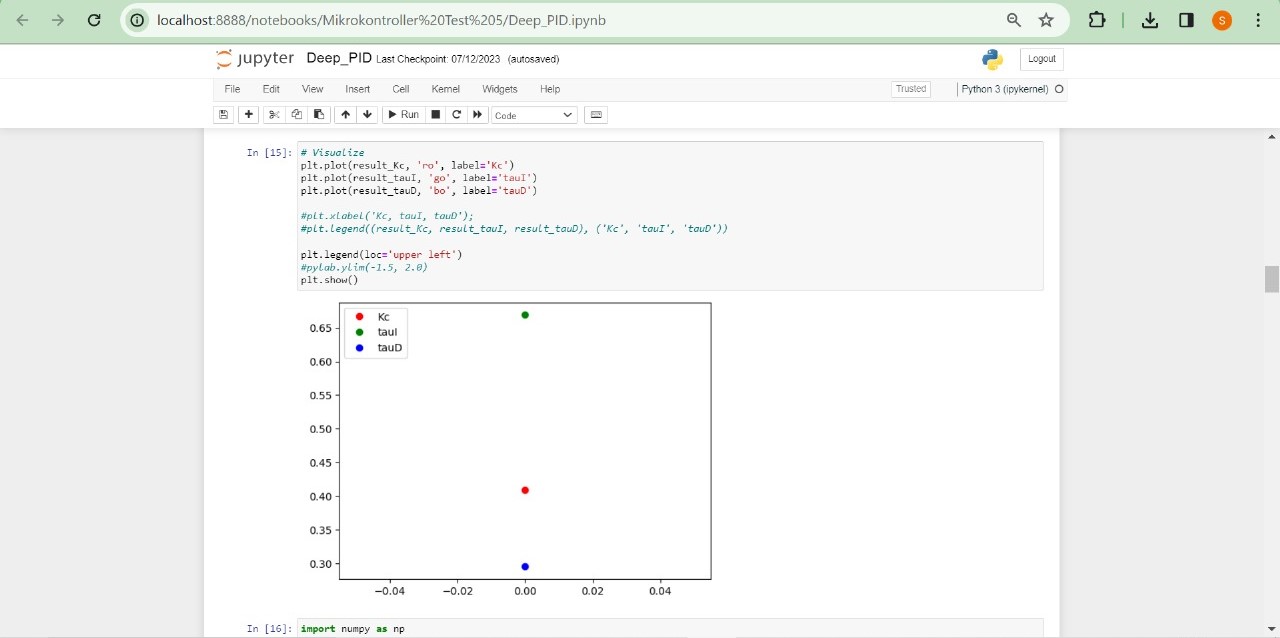 localhost:8888/notebooks/Mikrokontroller%20Test%205/Deep_PID.ipynb
S
jupyter Deep_PID Last Checkpoint: 07/12/2023 (autosaved)
Logout
File Edit View Insert Cell Kernel Widgets Help
Trusted
Python 3 (ipykernel)
Run
Code
In [15]: # Visualize
plt.plot(result_Kc, 'ro', label='Kc')
plt.plot(result_tauI, 'go', label='tauI')
plt.plot(result_tauD, 'bo', label='tauD')
#plt.xlabel('Kc, tauI, tauD');
#plt.legend((result_Kc, result_tauI, result_tauD), ('Kc', 'tauI', 'tauD'))
plt.legend(loc='upper left')
#pylab.ylim(-1.5, 2.0)
plt.show()
Kc
tauI
tauD
0.65
0.60
0.55
0.50
0.45
0.40
0.35
0.30
−0.04 −0.02 0.00 0.02 0.04
In [16]: import numpy as np